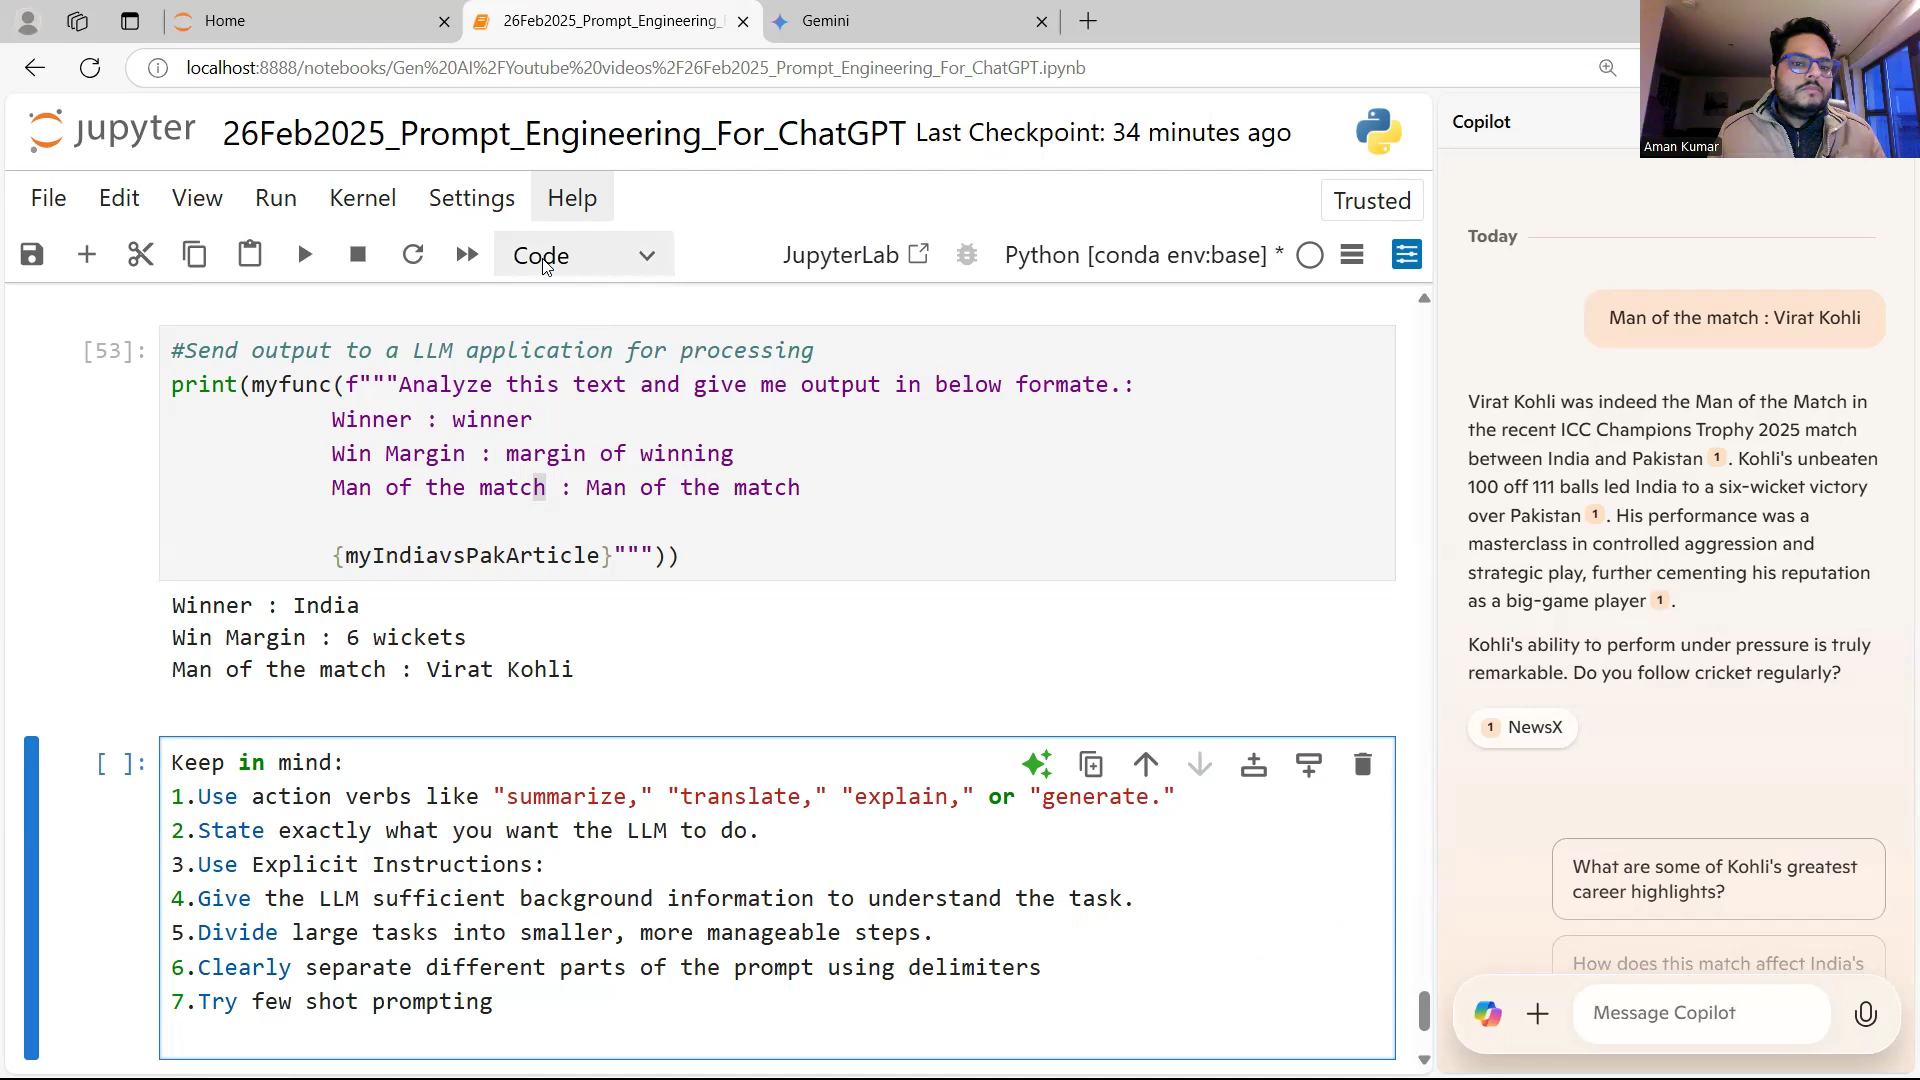 Home
26Feb2025_Prompt_Engineering_
Gemini
localhost:8888/notebooks/Gen%20AI%2FYoutube%20videos%2F26Feb2025_Prompt_Engineering_For_ChatGPT.ipynb
Aman Kumar
jupyter
26Feb2025_Prompt_Engineering_For_ChatGPT Last Checkpoint: 34 minutes ago
File Edit View Run Kernel Settings Help
Trusted
Code
JupyterLab
Python [conda env:base] *
[53]:
#Send output to a LLM application for processing
print(myfunc(f"""Analyze this text and give me output in below formate.:
Winner : winner
Win Margin : margin of winning
Man of the match : Man of the match
{myIndiavsPakArticle}"""))
Winner : India
Win Margin : 6 wickets
Man of the match : Virat Kohli
[ ]:
Keep in mind:
1.Use action verbs like "summarize," "translate," "explain," or "generate."
2.State exactly what you want the LLM to do.
3.Use Explicit Instructions:
4.Give the LLM sufficient background information to understand the task.
5.Divide large tasks into smaller, more manageable steps.
6.Clearly separate different parts of the prompt using delimiters
7.Try few shot prompting
Copilot
Today
Man of the match : Virat Kohli
Virat Kohli was indeed the Man of the Match in
the recent ICC Champions Trophy 2025 match
between India and Pakistan 1. Kohli's unbeaten
100 off 111 balls led India to a six-wicket victory
over Pakistan 1. His performance was a
masterclass in controlled aggression and
strategic play, further cementing his reputation
as a big-game player 1.
Kohli's ability to perform under pressure is truly
remarkable. Do you follow cricket regularly?
1 NewsX
What are some of Kohli's greatest
career highlights?
How does this match affect India's
Message Copilot